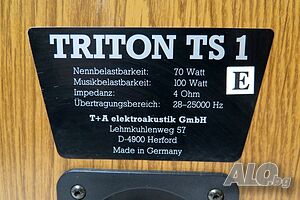 TRITON TS 1
Nennbelastbarkeit: 70 Watt
Musikbelastbarkeit: 100 Watt
Impedanz: 4 Ohm
Übertragungsbereich: 28-25000 Hz
E
T+A elektroakustik GmbH
Lehmkuhlenweg 57
D-4900 Herford
Made in Germany
ALO.bg